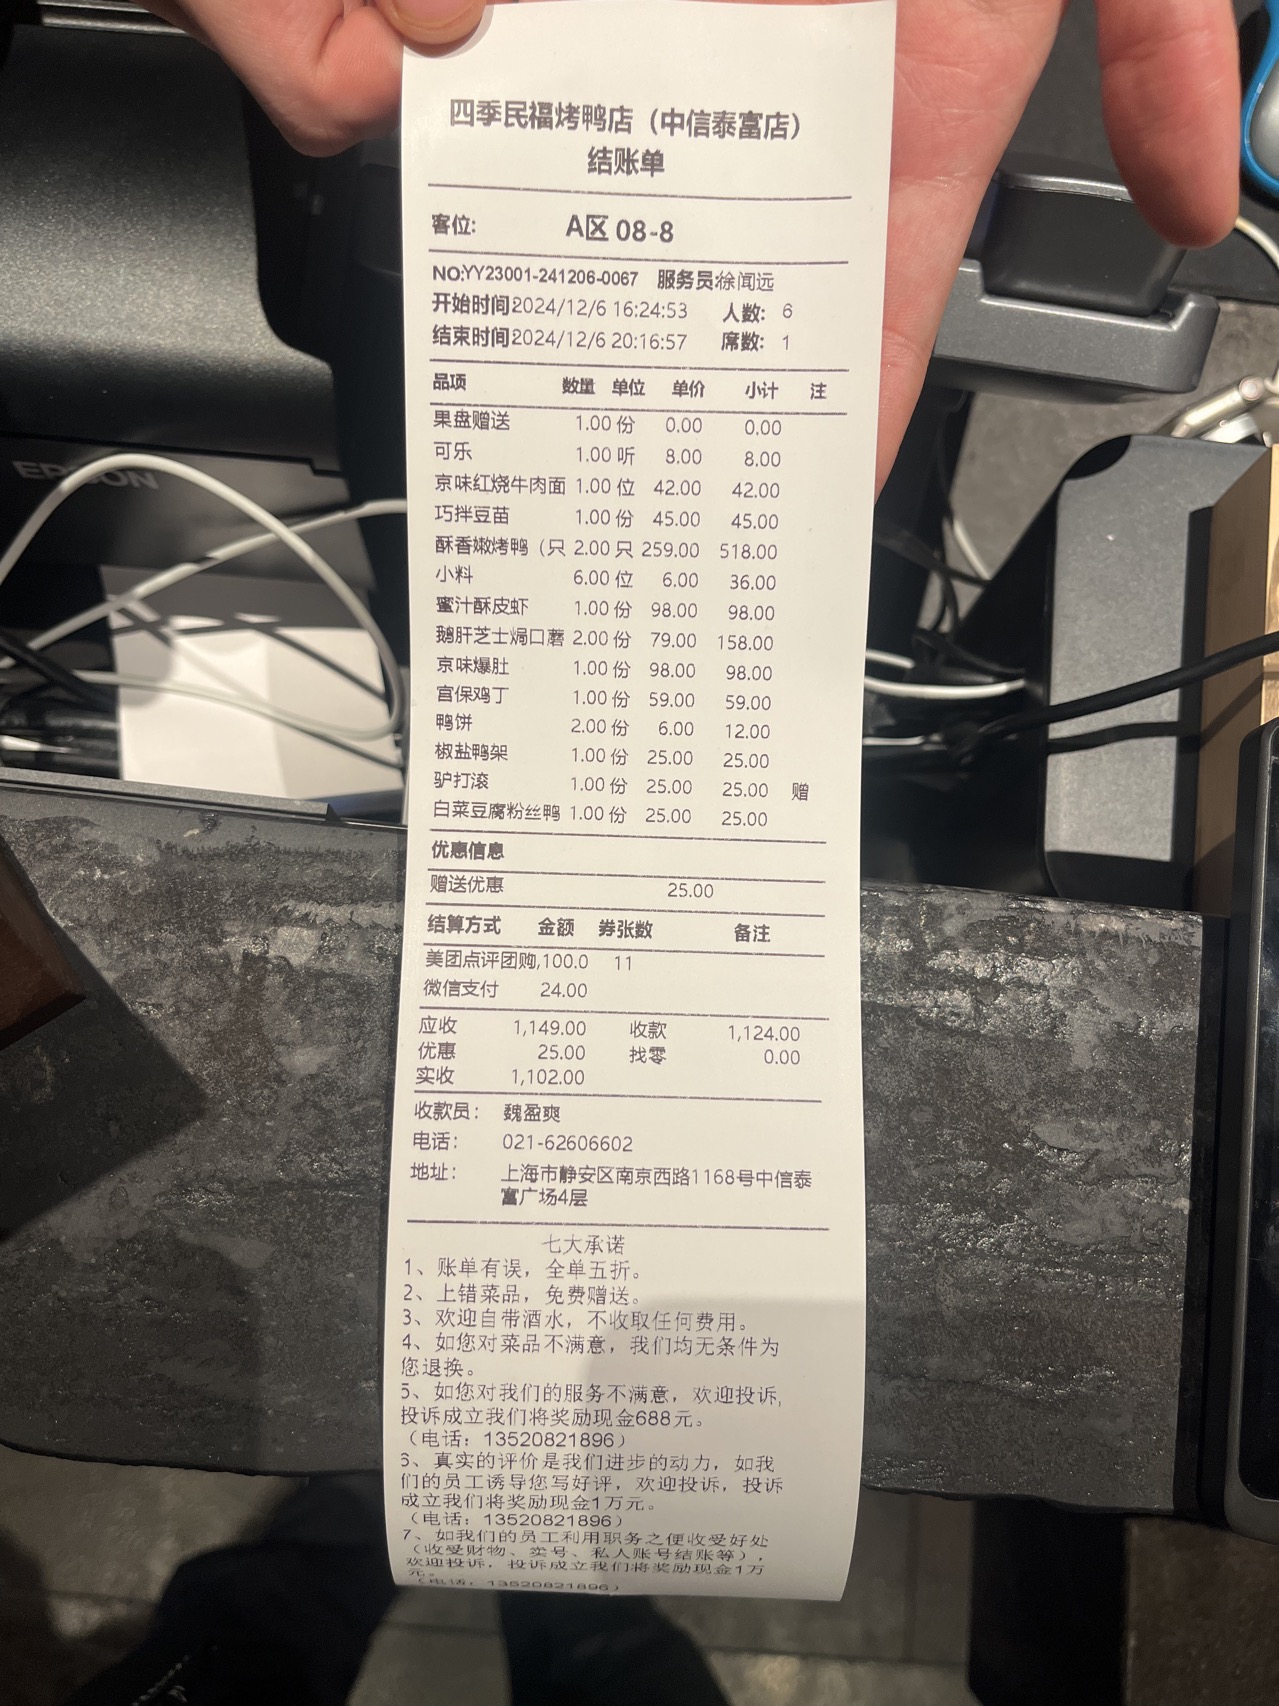 四季民福烤鸭店（中信泰富店）
结账单
客位: A区 08-8
NO:YY23001-241206-0067 服务员:徐闻远
开始时间2024/12/6 16:24:53 人数: 6
结束时间2024/12/6 20:16:57 席数: 1
品项 数量 单位 单价 小计 注
果盘赠送 1.00 份 0.00 0.00
可乐 1.00 听 8.00 8.00
京味红烧牛肉面 1.00 位 42.00 42.00
巧拌豆苗 1.00 份 45.00 45.00
酥香嫩烤鸭（只 2.00 只 259.00 518.00
小料 6.00 位 6.00 36.00
蜜汁酥皮虾 1.00 份 98.00 98.00
鹅肝芝士焗口蘑 2.00 份 79.00 158.00
京味爆肚 1.00 份 98.00 98.00
宫保鸡丁 1.00 份 59.00 59.00
鸭饼 2.00 份 6.00 12.00
椒盐鸭架 1.00 份 25.00 25.00
驴打滚 1.00 份 25.00 25.00 赠
白菜豆腐粉丝鸭 1.00 份 25.00 25.00
优惠信息
赠送优惠 25.00
结算方式 金额 券张数 备注
美团点评团购,100.0 11
微信支付 24.00
应收 1,149.00 收款 1,124.00
优惠 25.00 找零 0.00
实收 1,102.00
收款员: 魏盈爽
电话: 021-62606602
地址: 上海市静安区南京西路1168号中信泰
富广场4层
七大承诺
1、账单有误，全单五折。
2、上错菜品，免费赠送。
3、欢迎自带酒水，不收取任何费用。
4、如您对菜品不满意，我们均无条件为
您退换。
5、如您对我们的服务不满意，欢迎投诉,
投诉成立我们将奖励现金688元。
（电话：13520821896）
6、真实的评价是我们进步的动力，如我
们的员工诱导您写好评，欢迎投诉，投诉
成立我们将奖励现金1万元。
（电话：13520821896）
7、如我们的员工利用职务之便收受好处
（收受财物、卖号、私人账号结账等），
欢迎投诉，投诉成立我们将奖励现金1万
元。
（电话：13520821896）
EPSON